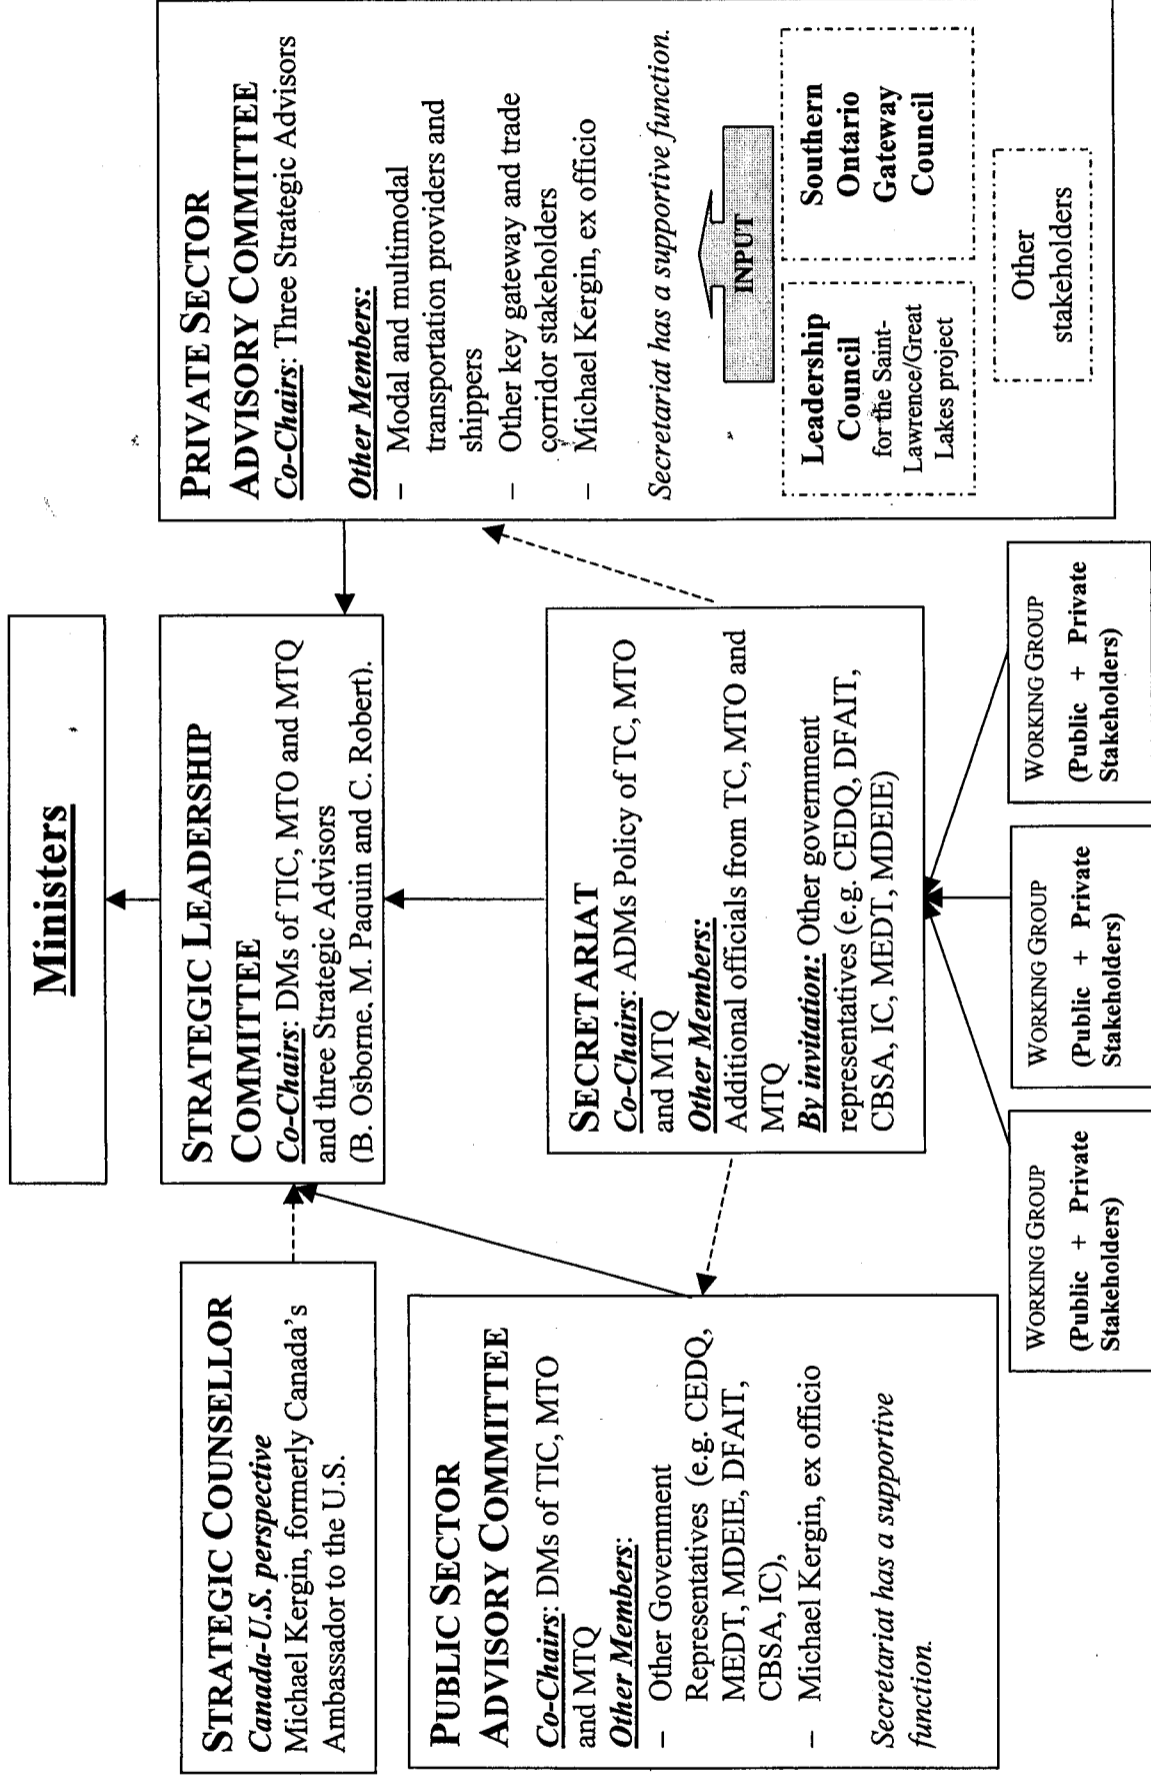 Ministers
STRATEGIC COUNSELLOR
Canada-U.S. perspective
Michael Kergin, formerly Canada's
Ambassador to the U.S.
STRATEGIC LEADERSHIP
COMMITTEE
Co-Chairs: DMs of TIC, MTO and MTQ
and three Strategic Advisors
(B. Osborne, M. Paquin and C. Robert).
PRIVATE SECTOR
ADVISORY COMMITTEE
Co-Chairs: Three Strategic Advisors
Other Members:
– Modal and multimodal
transportation providers and
shippers
– Other key gateway and trade
corridor stakeholders
– Michael Kergin, ex officio
Secretariat has a supportive function.
INPUT
Leadership
Council
for the Saint-
Lawrence/Great
Lakes project
Southern
Ontario
Gateway
Council
Other
stakeholders
PUBLIC SECTOR
ADVISORY COMMITTEE
Co-Chairs: DMs of TIC, MTO
and MTQ
Other Members:
– Other Government
Representatives (e.g. CEDQ,
MEDT, MDEIE, DFAIT,
CBSA, IC),
– Michael Kergin, ex officio
Secretariat has a supportive
function.
SECRETARIAT
Co-Chairs: ADMs Policy of TC, MTO
and MTQ
Other Members:
Additional officials from TC, MTO and
MTQ
By invitation: Other government
representatives (e.g. CEDQ, DFAIT,
CBSA, IC, MEDT, MDEIE)
WORKING GROUP
(Public + Private
Stakeholders)
WORKING GROUP
(Public + Private
Stakeholders)
WORKING GROUP
(Public + Private
Stakeholders)